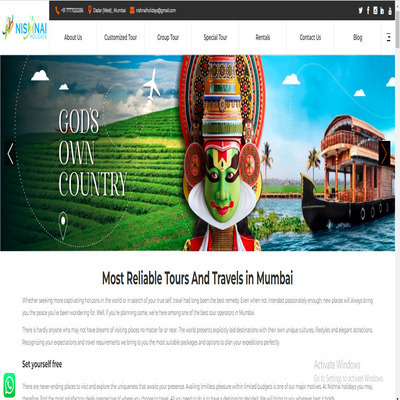 NISHNAI
HOLIDAYS
+91 7777020286 Dadar (West) , Mumbai nishnaiholidays@gmail.com
About Us Customized Tour Group Tour Special Tour Rentals Contact Us Blog
GOD'S
OWN
COUNTRY
Most Reliable Tours And Travels in Mumbai
Whether seeking more captivating horizons in the world or in search of your true self, travel had long been the best remedy. Even when not intended passionately enough, new places will always bring
you the peace you've been wondering for. Well, if you're planning some, we're here among one of the best tour operators in Mumbai.
There is hardly anyone who may not have dreamt of visiting places no matter far or near. The world presents explicitly laid destinations with their own unique cultures, lifestyles and elegant attractions.
Recognising your expectations and travel requirements we bring to you the most suitable packages and options to plan your expeditions perfectly.
Set yourself free
Activate Windows
Go to Settings to activate Windows.
There are never-ending places to visit and explore the uniqueness that awaits your presence. Availing limitless pleasure within limited budgets is one of our major motives. At Nishnai holidays you may,
therefore, find the most satisfactory deals irrespective of where you choose to travel. All you need to do is to have a destination decided. We will bring to you what's best for